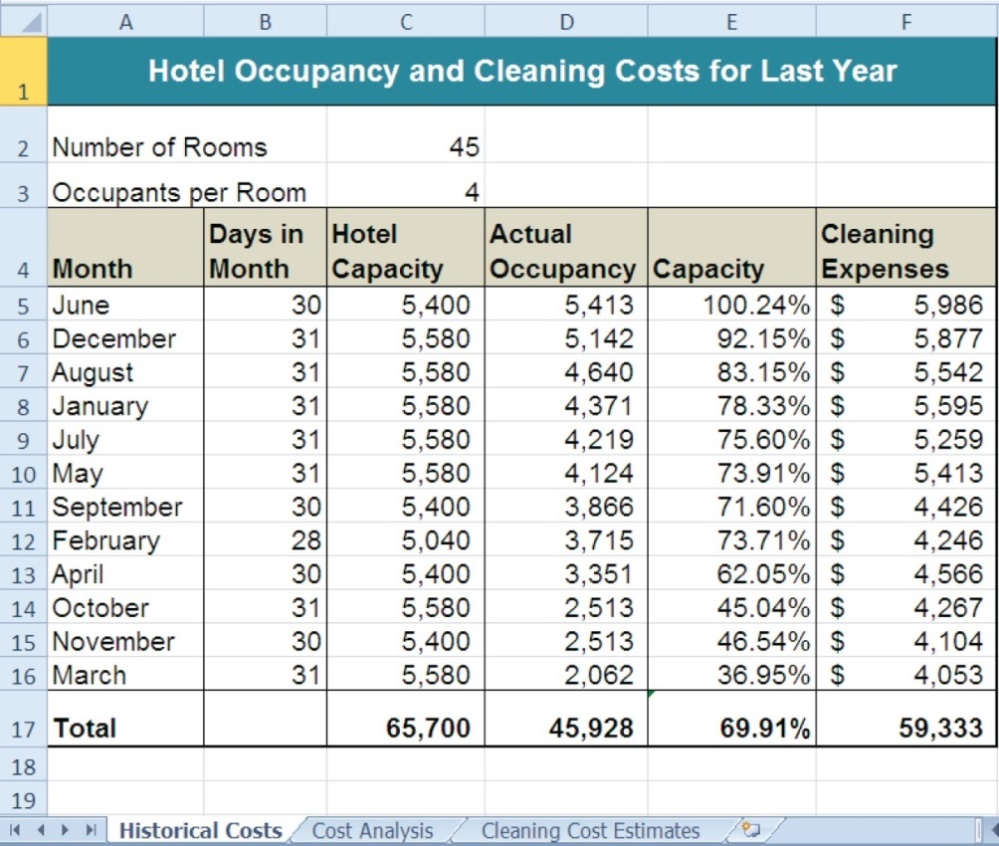 A B C D E F
1 Hotel Occupancy and Cleaning Costs for Last Year
2 Number of Rooms 45
3 Occupants per Room 4
Days in Hotel Actual Cleaning
4 Month Month Capacity Occupancy Capacity Expenses
5 June 30 5,400 5,413 100.24% $ 5,986
6 December 31 5,580 5,142 92.15% $ 5,877
7 August 31 5,580 4,640 83.15% $ 5,542
8 January 31 5,580 4,371 78.33% $ 5,595
9 July 31 5,580 4,219 75.60% $ 5,259
10 May 31 5,580 4,124 73.91% $ 5,413
11 September 30 5,400 3,866 71.60% $ 4,426
12 February 28 5,040 3,715 73.71% $ 4,246
13 April 30 5,400 3,351 62.05% $ 4,566
14 October 31 5,580 2,513 45.04% $ 4,267
15 November 30 5,400 2,513 46.54% $ 4,104
16 March 31 5,580 2,062 36.95% $ 4,053
17 Total 65,700 45,928 69.91% 59,333
18
19
Historical Costs Cost Analysis Cleaning Cost Estimates